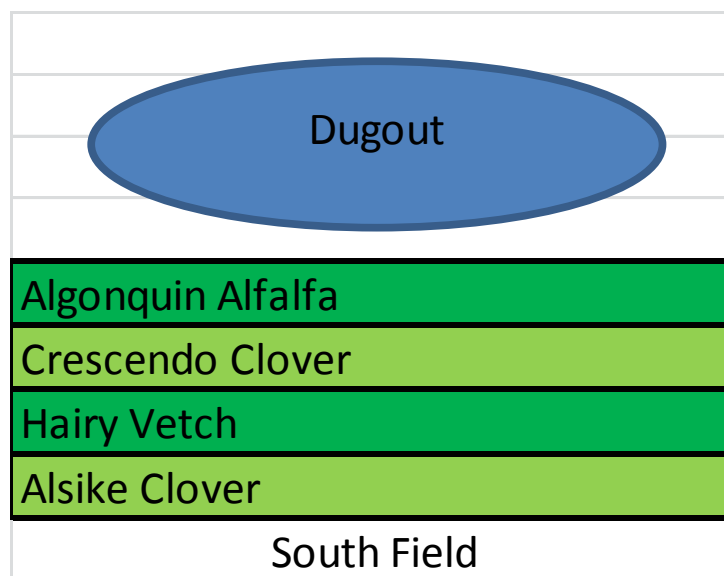 Dugout
Algonquin Alfalfa
Crescendo Clover
Hairy Vetch
Alsike Clover
South Field